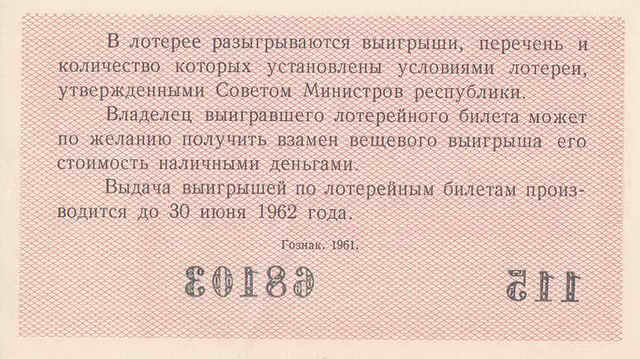 В лотерее разыгрываются выигрыши, перечень и
количество которых установлены условиями лотереи,
утвержденными Советом Министров республики.
Владелец выигравшего лотерейного билета может
по желанию получить взамен вещевого выигрыша его
стоимость наличными деньгами.
Выдача выигрышей по лотерейным билетам произ-
водится до 30 июня 1962 года.
Гознак. 1961.
68103 115